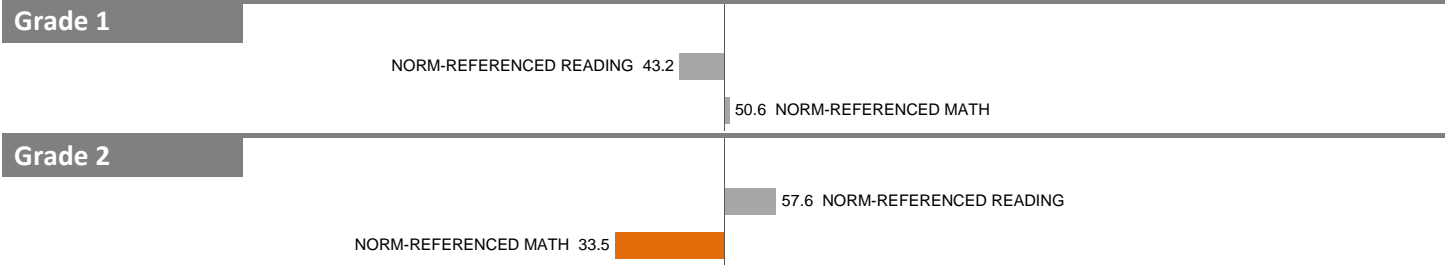 Grade 1
NORM-REFERENCED READING 43.2
50.6 NORM-REFERENCED MATH
Grade 2
57.6 NORM-REFERENCED READING
NORM-REFERENCED MATH 33.5